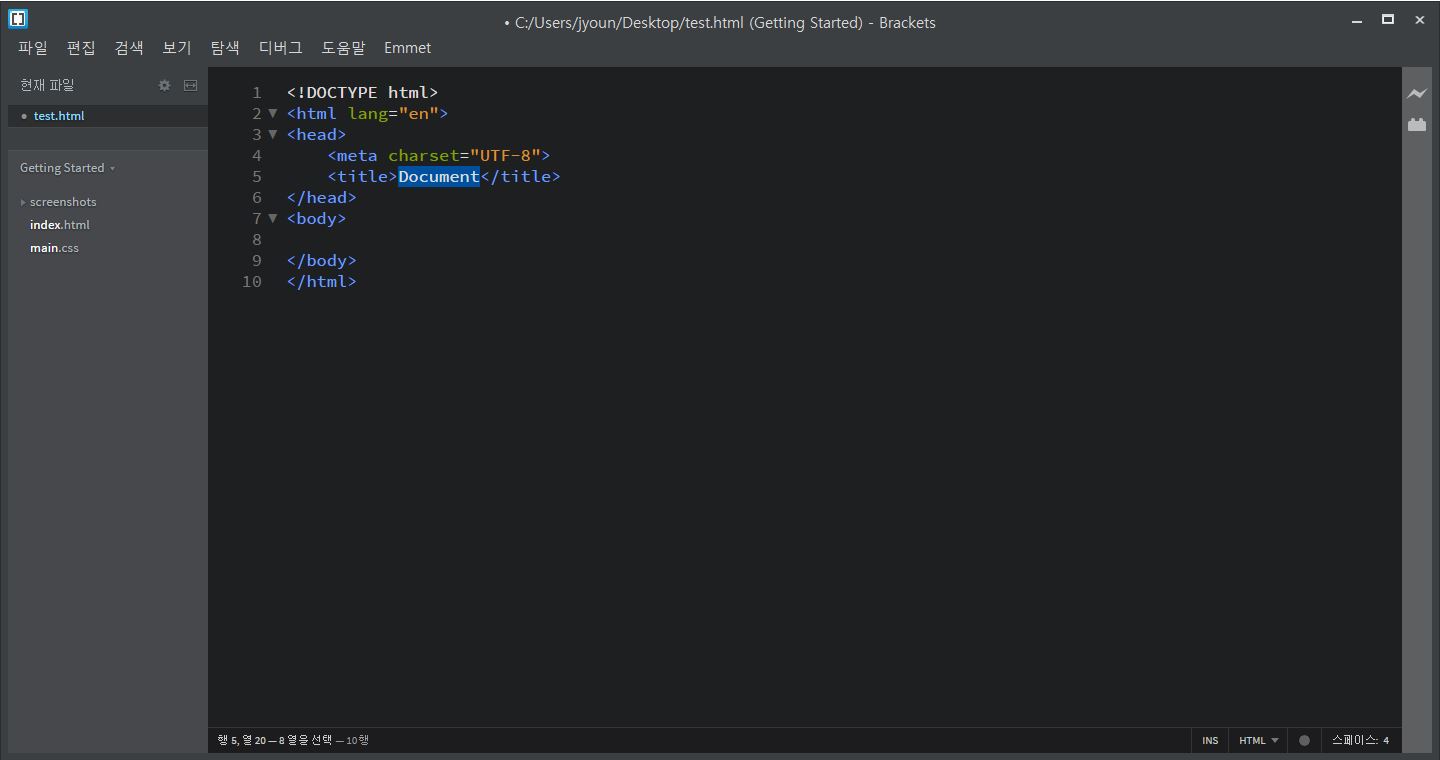 • C:/Users/jyoun/Desktop/test.html (Getting Started) - Brackets
파일 편집 검색 보기 탐색 디버그 도움말 Emmet
현재 파일
• test.html
Getting Started
screenshots
index.html
main.css
1 <!DOCTYPE html>
2 <html lang="en">
3 <head>
4     <meta charset="UTF-8">
5     <title>Document</title>
6 </head>
7 <body>
8
9 </body>
10 </html>
행 5, 열 20 — 8 열을 선택 — 10 행
INS HTML 스페이스: 4